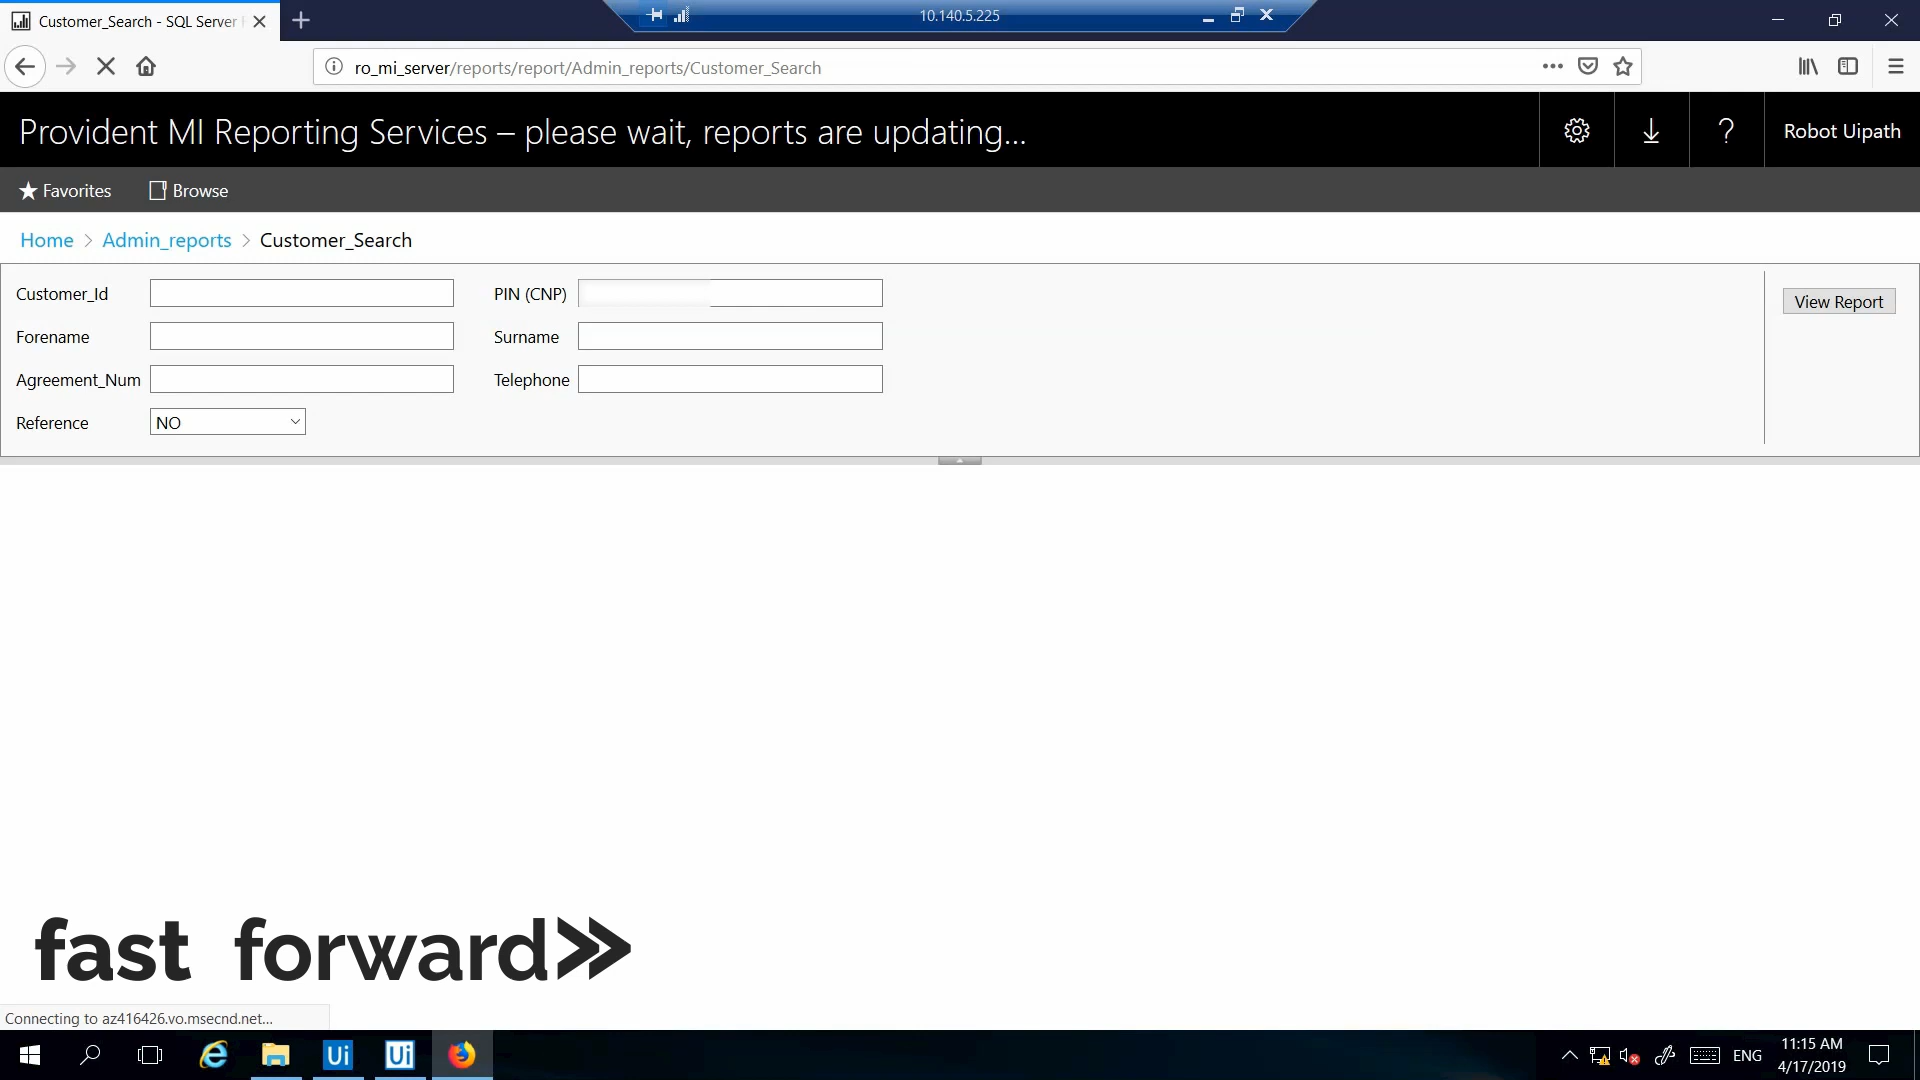 Customer_Search - SQL Server
10.140.5.225
ro_mi_server/reports/report/Admin_reports/Customer_Search
Provident MI Reporting Services – please wait, reports are updating...
? Robot Uipath
Favorites Browse
Home > Admin_reports > Customer_Search
Customer_Id PIN (CNP) View Report
Forename Surname
Agreement_Num Telephone
Reference NO
fast forward
Connecting to az416426.vo.msecnd.net...
Ui Ui ENG 11:15 AM
4/17/2019